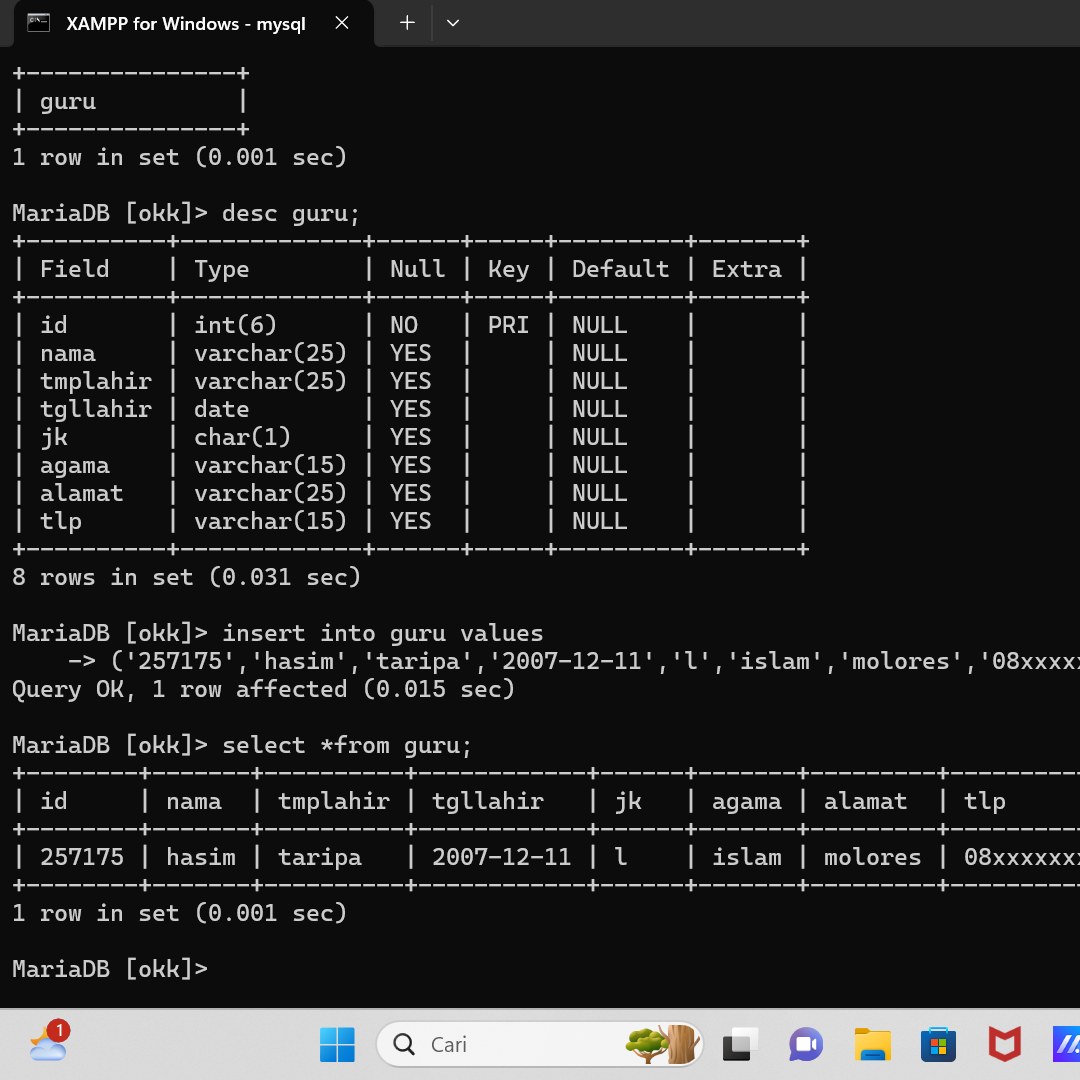 XAMPP for Windows - mysql
+---------------+
| guru          |
+---------------+
1 row in set (0.001 sec)
MariaDB [okk]> desc guru;
+----------+-------------+------+-----+---------+-------+
| Field    | Type        | Null | Key | Default | Extra |
+----------+-------------+------+-----+---------+-------+
| id       | int(6)      | NO   | PRI | NULL    |       |
| nama     | varchar(25) | YES  |     | NULL    |       |
| tmplahir | varchar(25) | YES  |     | NULL    |       |
| tgllahir | date        | YES  |     | NULL    |       |
| jk       | char(1)     | YES  |     | NULL    |       |
| agama    | varchar(15) | YES  |     | NULL    |       |
| alamat   | varchar(25) | YES  |     | NULL    |       |
| tlp      | varchar(15) | YES  |     | NULL    |       |
+----------+-------------+------+-----+---------+-------+
8 rows in set (0.031 sec)
MariaDB [okk]> insert into guru values
    -> ('257175','hasim','taripa','2007-12-11','l','islam','molores','08xxxxx
Query OK, 1 row affected (0.015 sec)
MariaDB [okk]> select *from guru;
+--------+-------+----------+------------+------+-------+---------+----------
| id     | nama  | tmplahir | tgllahir   | jk   | agama | alamat  | tlp
+--------+-------+----------+------------+------+-------+---------+----------
| 257175 | hasim | taripa   | 2007-12-11 | l    | islam | molores | 08xxxxxxx
+--------+-------+----------+------------+------+-------+---------+----------
1 row in set (0.001 sec)
MariaDB [okk]>
1
Cari